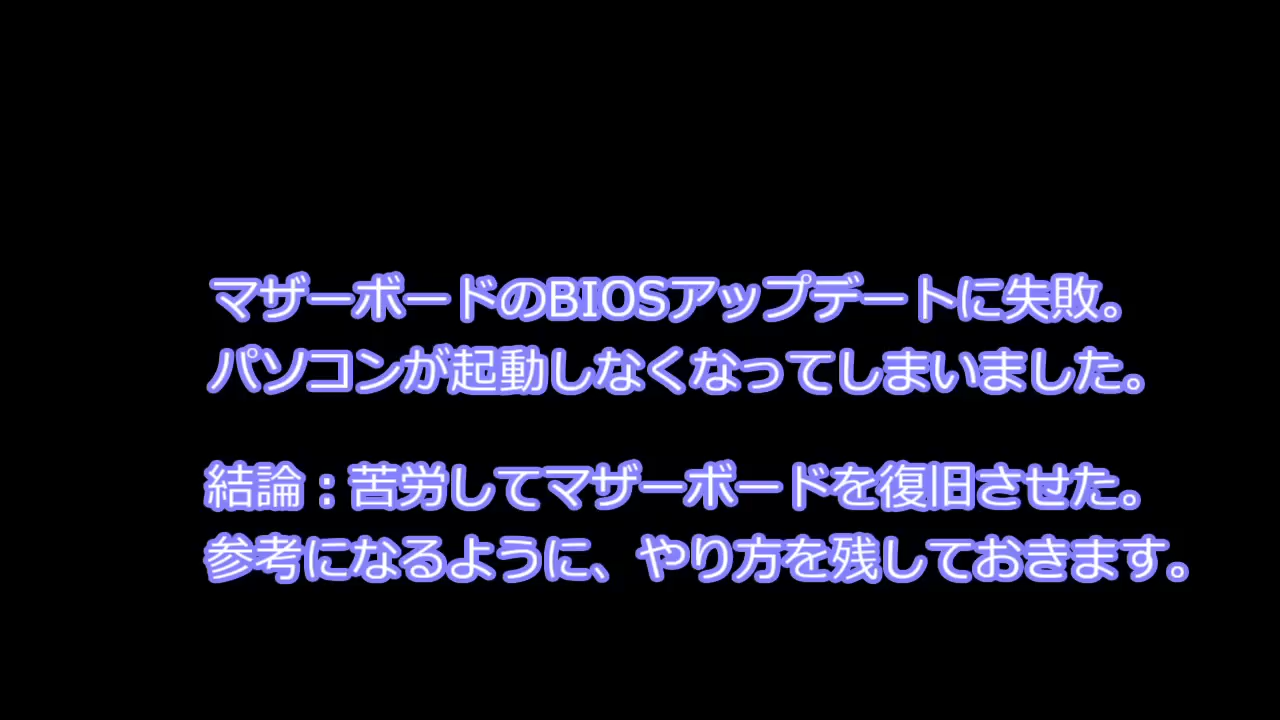 マザーボードのBIOSアップデートに失敗。
パソコンが起動しなくなってしまいました。
結論：苦労してマザーボードを復旧させた。
参考になるように、やり方を残しておきます。